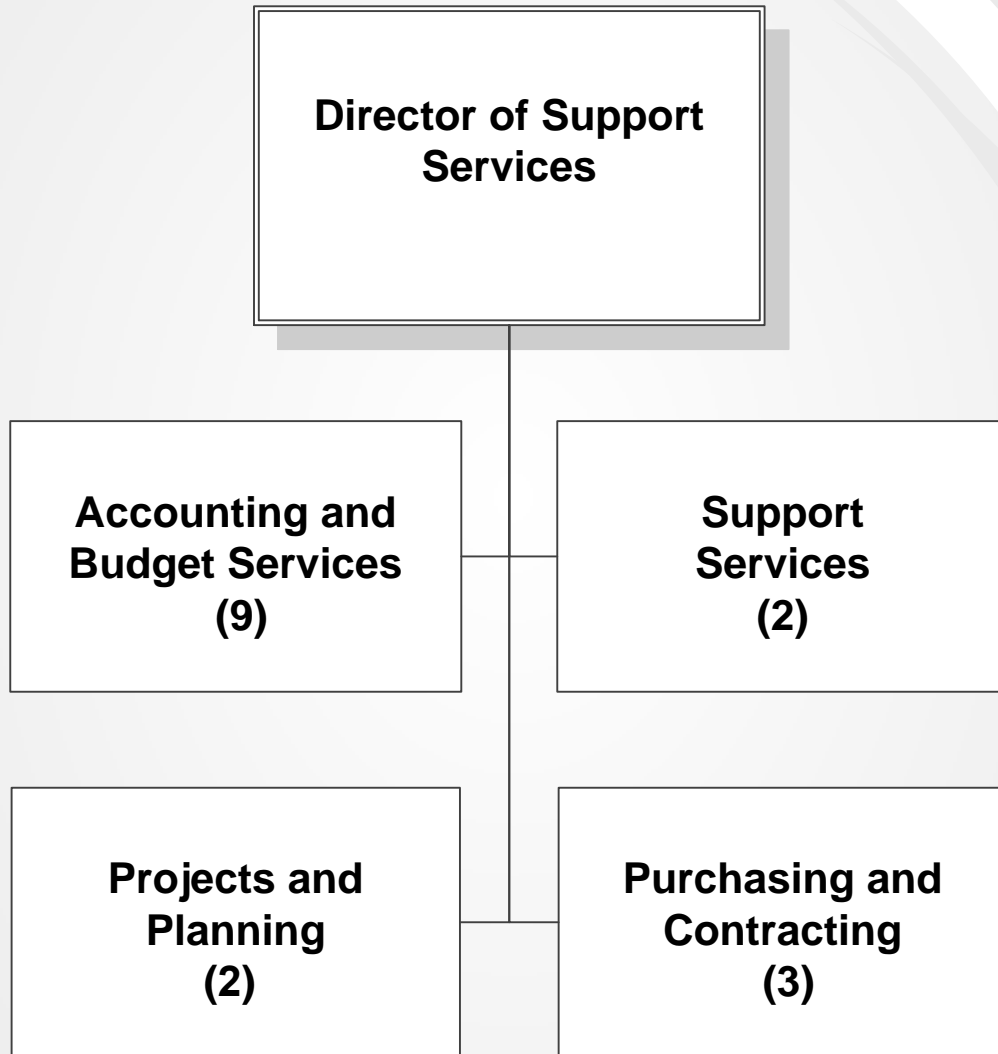 Director of Support
Services
Accounting and
Budget Services
(9)
Support
Services
(2)
Projects and
Planning
(2)
Purchasing and
Contracting
(3)